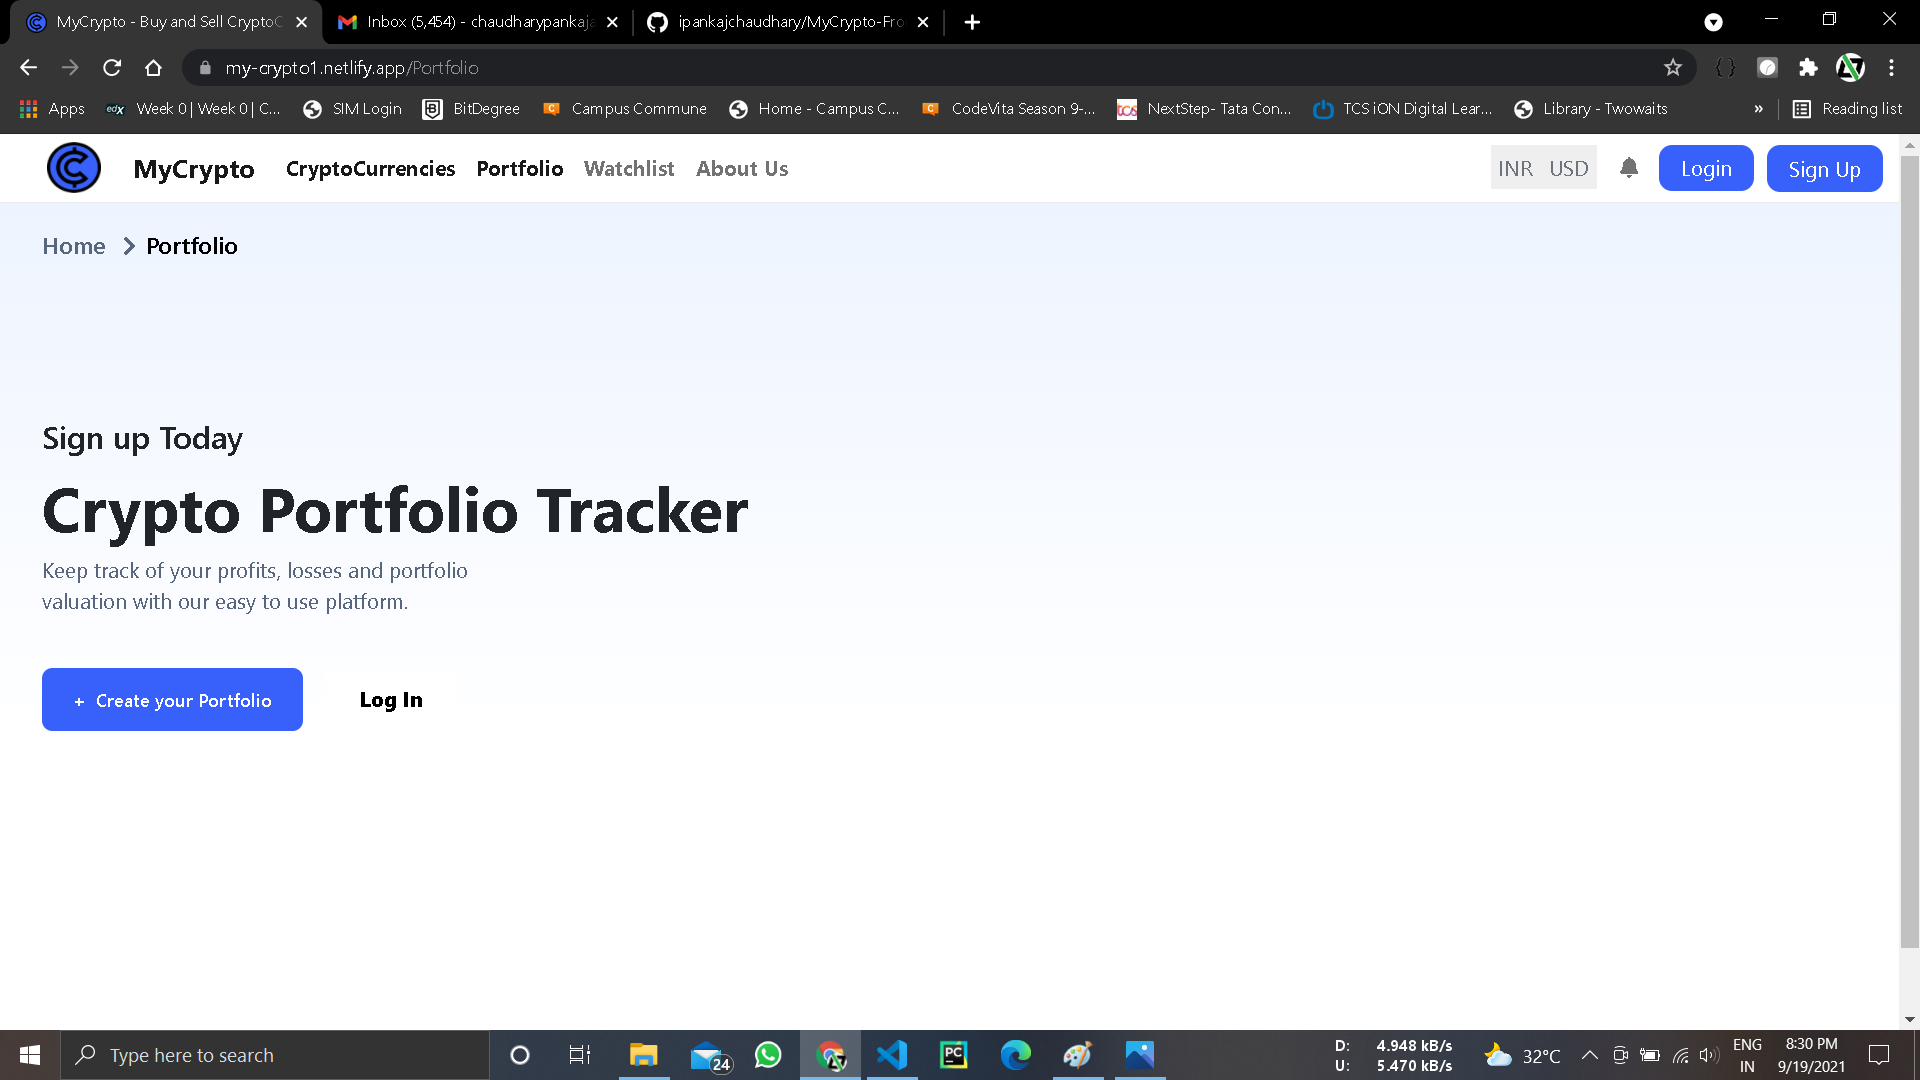 MyCrypto - Buy and Sell CryptoC
Inbox (5,454) - chaudharypankaja
ipankajchaudhary/MyCrypto-Fro
my-crypto1.netlify.app/Portfolio
Apps
edX Week 0 | Week 0 | C...
SIM Login
BitDegree
Campus Commune
Home - Campus C...
CodeVita Season 9-...
tcs NextStep- Tata Con...
TCS iON Digital Lear...
Library - Twowaits
»
Reading list
MyCrypto CryptoCurrencies Portfolio Watchlist About Us INR USD Login Sign Up
Home Portfolio
Sign up Today
Crypto Portfolio Tracker
Keep track of your profits, losses and portfolio
valuation with our easy to use platform.
+ Create your Portfolio Log In
Type here to search
24
PC
D: 4.948 kB/s
U: 5.470 kB/s
32°C
ENG
IN
8:30 PM
9/19/2021